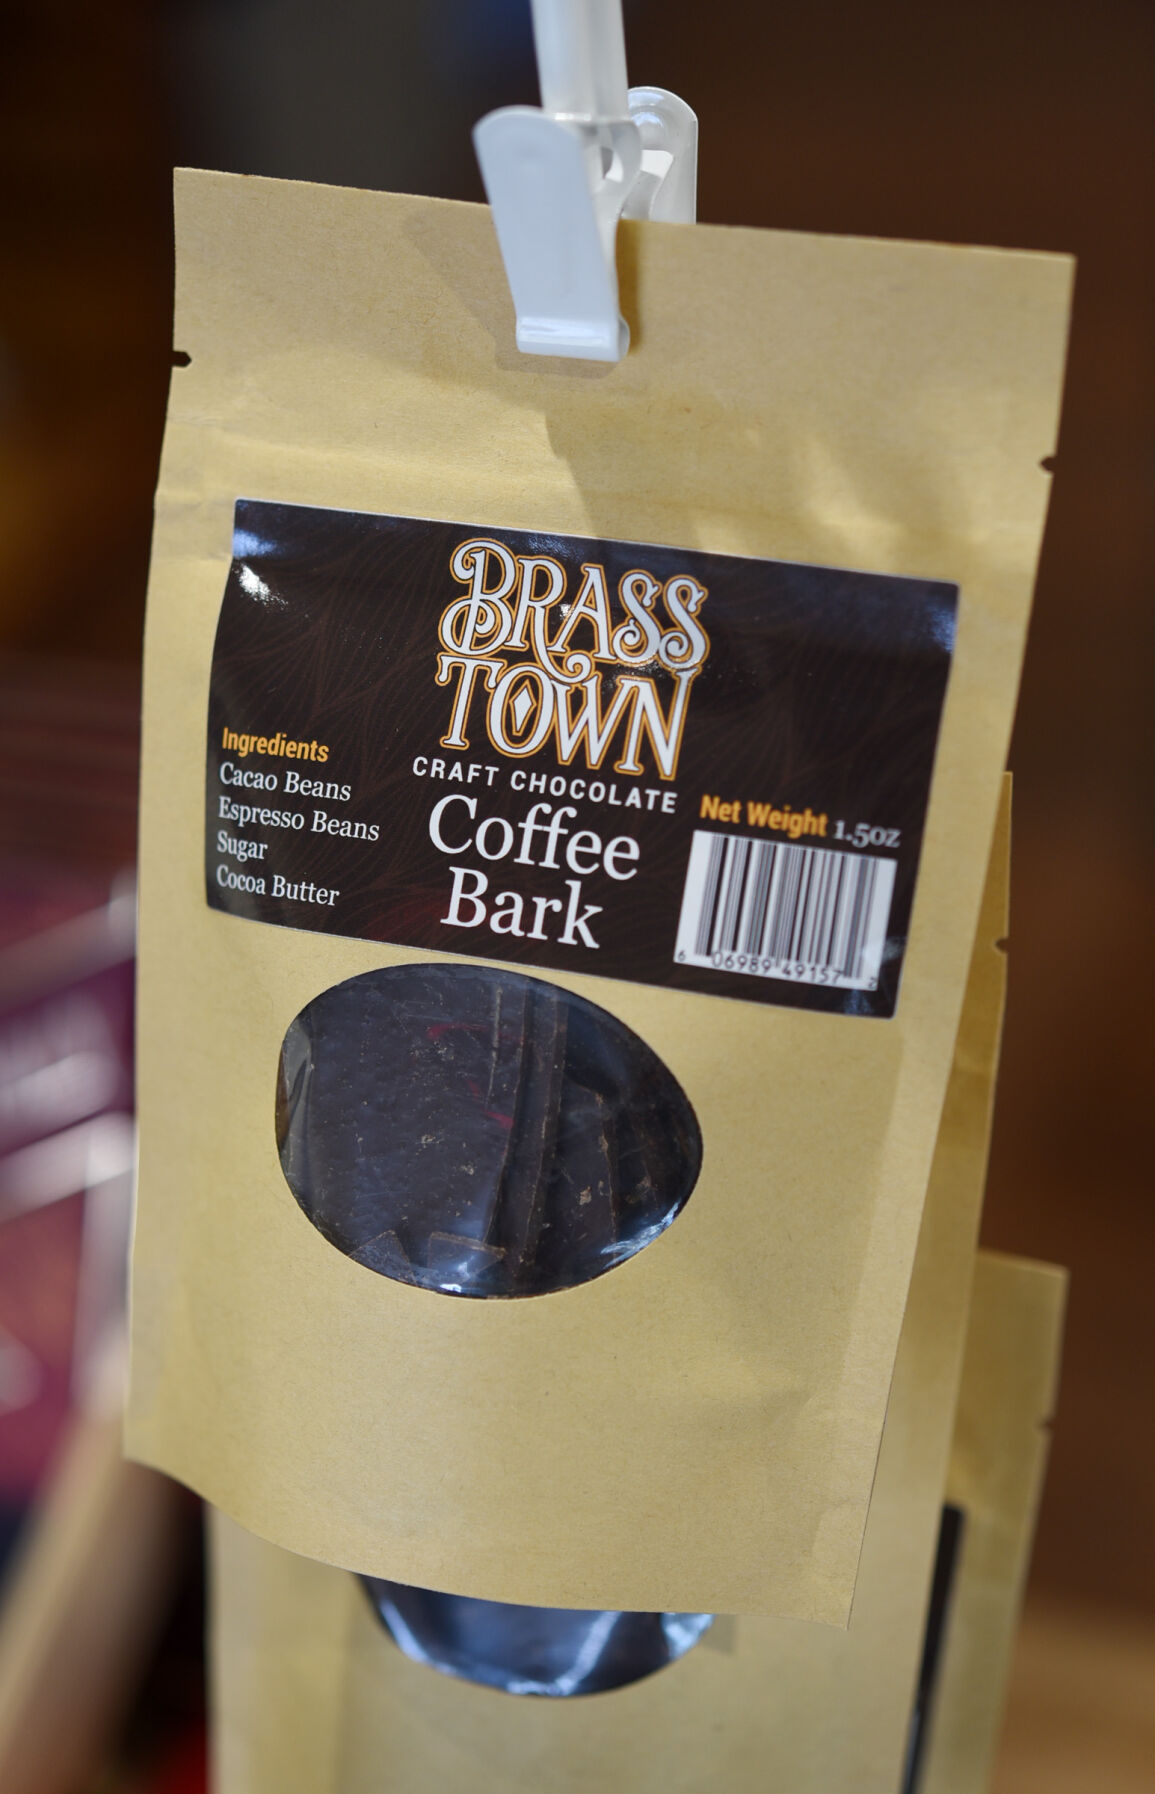 BRASS
TOWN
CRAFT CHOCOLATE
Coffee
Bark
Ingredients
Cacao Beans
Espresso Beans
Sugar
Cocoa Butter
Net Weight 1.5oz
6 06989 49157 2